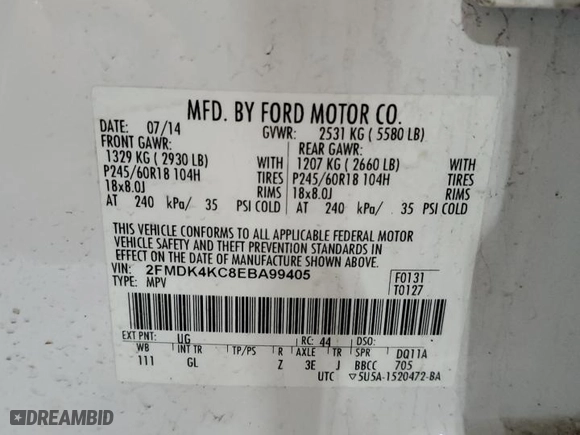 MFD. BY FORD MOTOR CO.
DATE: 07/14 GVWR: 2531 KG ( 5580 LB)
FRONT GAWR: REAR GAWR:
1329 KG ( 2930 LB) WITH 1207 KG ( 2660 LB) WITH
P245/60R18 104H TIRES P245/60R18 104H TIRES
18x8.0J RIMS 18x8.0J RIMS
AT 240 kPa/ 35 PSI COLD AT 240 kPa/ 35 PSI COLD
THIS VEHICLE CONFORMS TO ALL APPLICABLE FEDERAL MOTOR
VEHICLE SAFETY AND THEFT PREVENTION STANDARDS IN
EFFECT ON THE DATE OF MANUFACTURE SHOWN ABOVE.
VIN: 2FMDK4KC8EBA99405 F0131
TYPE: MPV T0127
EXT PNT: UG RC: 44 DSO:
WB INT TR TP/PS R AXLE TR SPR DQ11A
111 GL Z 3E J BBCC 705
UTC ▽5U5A-1520472-BA
DREAMBID